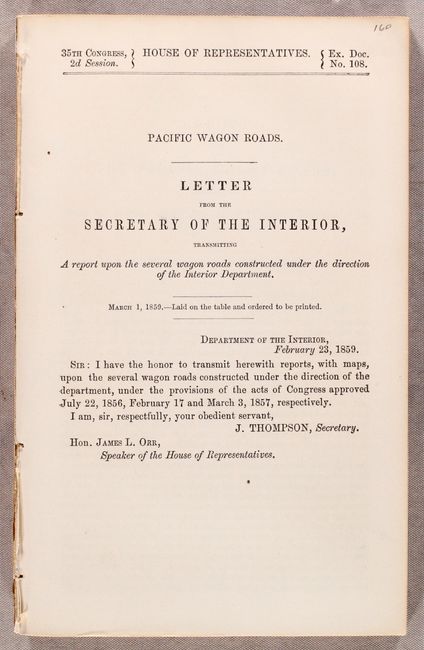 160
35TH CONGRESS, } HOUSE OF REPRESENTATIVES. { Ex. Doc.
2d Session. } { No. 108.
PACIFIC WAGON ROADS.
LETTER
FROM THE
SECRETARY OF THE INTERIOR,
TRANSMITTING
A report upon the several wagon roads constructed under the direction
of the Interior Department.
MARCH 1, 1859.—Laid on the table and ordered to be printed.
DEPARTMENT OF THE INTERIOR,
February 23, 1859.
SIR: I have the honor to transmit herewith reports, with maps,
upon the several wagon roads constructed under the direction of the
department, under the provisions of the acts of Congress approved
July 22, 1856, February 17 and March 3, 1857, respectively.
I am, sir, respectfully, your obedient servant,
J. THOMPSON, Secretary.
Hon. JAMES L. ORR,
Speaker of the House of Representatives.